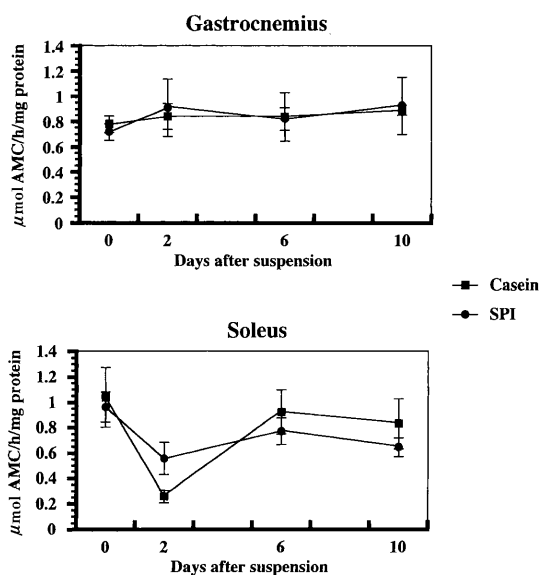 Gastrocnemius
1.4
1.2
1
0.8
0.6
0.4
0.2
0
μmol AMC/h/mg protein
0 2 6 10
Days after suspension
Casein
SPI
Soleus
1.4
1.2
1
0.8
0.6
0.4
0.2
0
μmol AMC/h/mg protein
0 2 6 10
Days after suspension